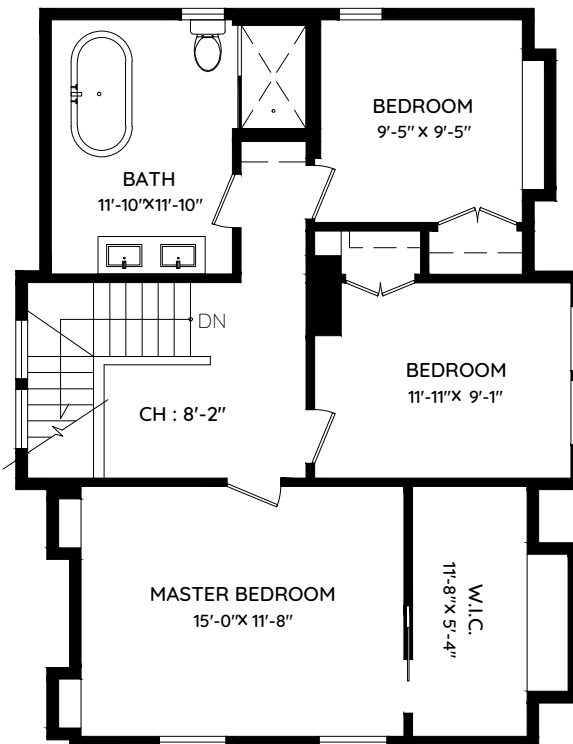 BEDROOM
9'-5" X 9'-5"
BATH
11'-10"X11'-10"
DN
BEDROOM
11'-11"X 9'-1"
CH : 8'-2"
MASTER BEDROOM
15'-0"X 11'-8"
W.I.C.
11'-8"X 5'-4"